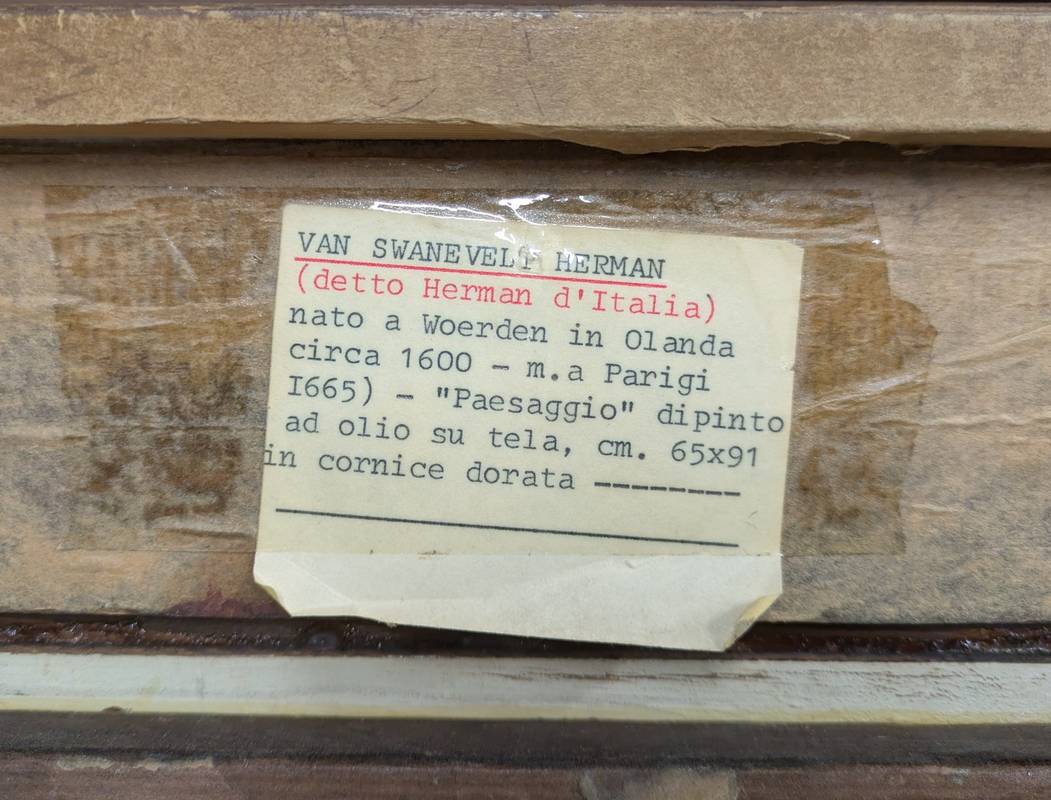 VAN SWANEVELT HERMAN
(detto Herman d'Italia)
nato a Woerden in Olanda
circa 1600 - m.a Parigi
I665) - "Paesaggio" dipinto
ad olio su tela, cm. 65x91
in cornice dorata --------